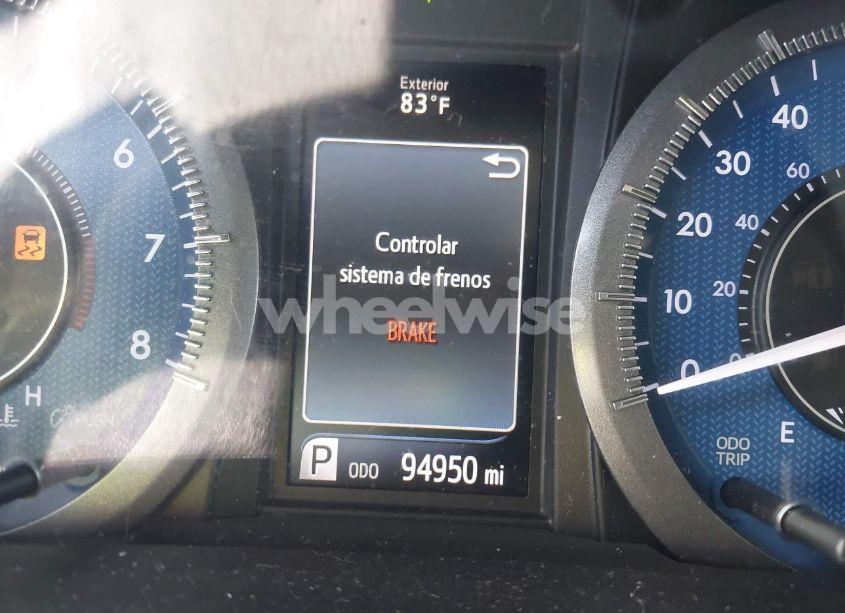 Exterior
83°F
Controlar
sistema de frenos
BRAKE
P ODO 94950 mi
6
7
8
H
PUSH
40
30
20
10
0
60
40
20
0
E
ODO
TRIP
wheelwise